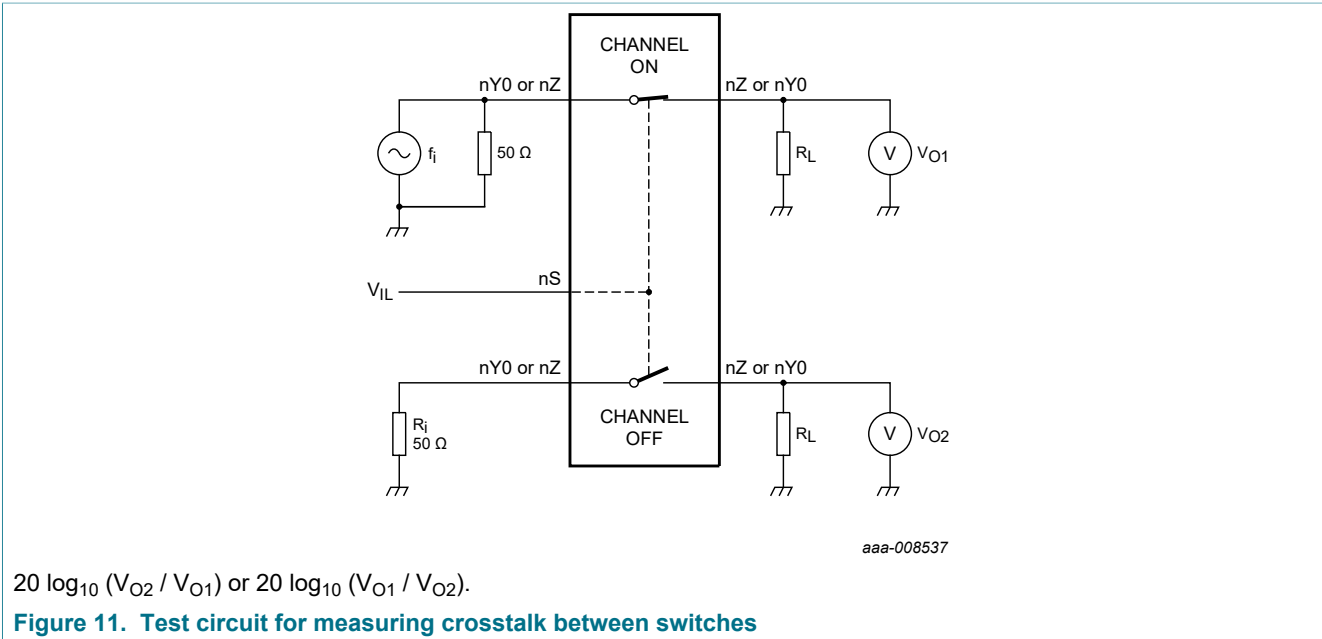 CHANNEL
ON
nY0 or nZ
nZ or nY0
fi
50 Ω
RL
V
VO1
nS
VIL
nY0 or nZ
nZ or nY0
Ri
50 Ω
CHANNEL
OFF
RL
V
VO2
aaa-008537
20 log10 (VO2 / VO1) or 20 log10 (VO1 / VO2).
Figure 11. Test circuit for measuring crosstalk between switches